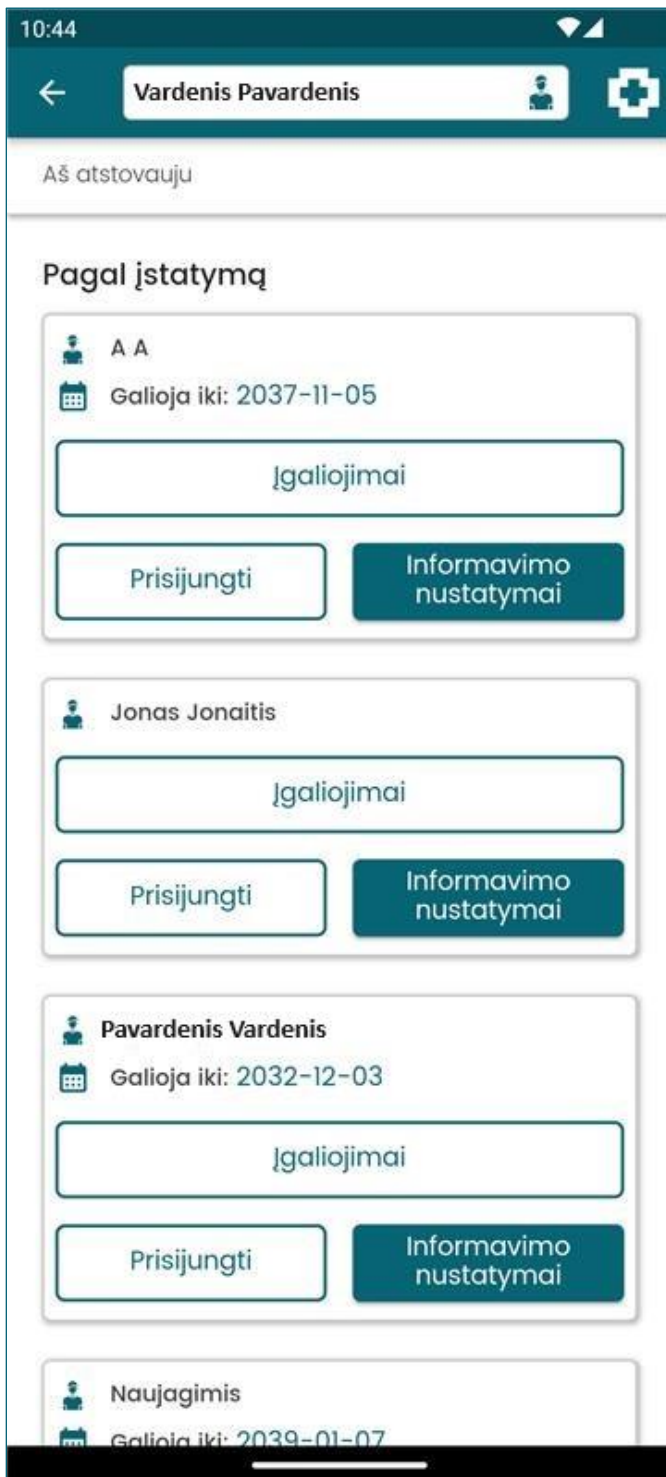 10:44
Vardenis Pavardenis
Aš atstovauju
Pagal įstatymą
A A
Galioja iki: 2037-11-05
Įgaliojimai
Prisijungti
Informavimo
nustatymai
Jonas Jonaitis
Įgaliojimai
Prisijungti
Informavimo
nustatymai
Pavardenis Vardenis
Galioja iki: 2032-12-03
Įgaliojimai
Prisijungti
Informavimo
nustatymai
Naujagimis
Galioja iki: 2039-01-07